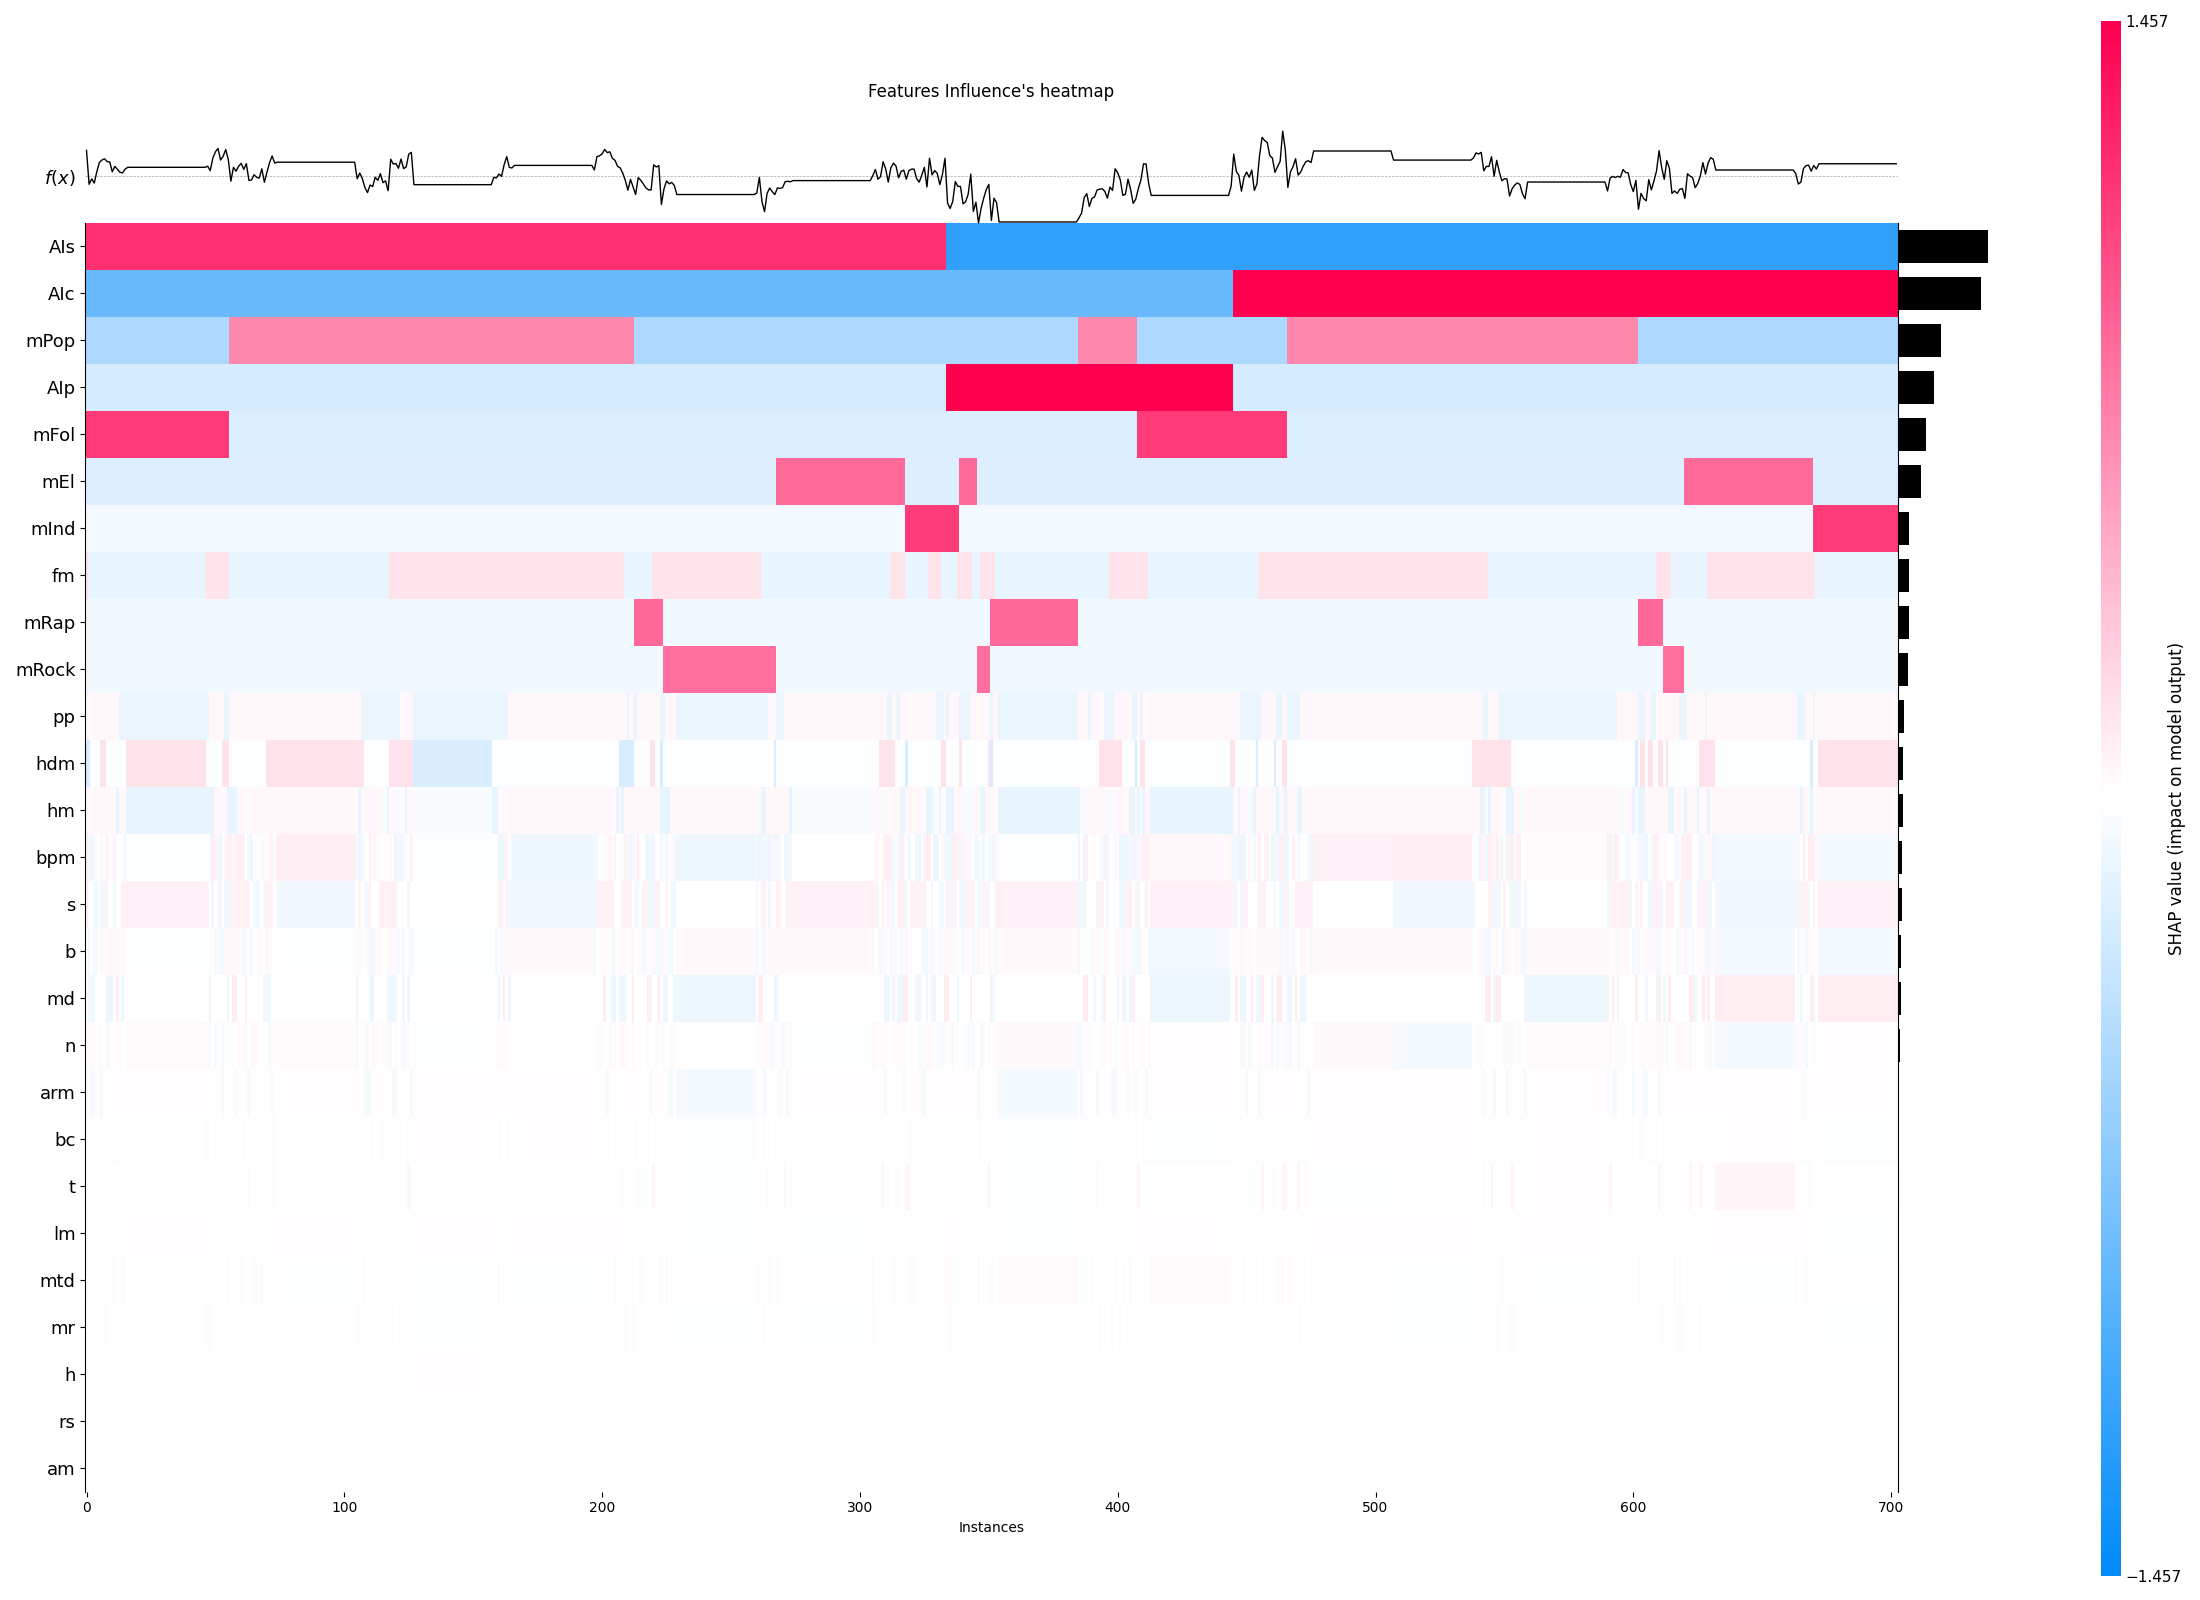 1.457
Features Influence's heatmap
f(x)
AIs
AIc
mPop
AIp
mFol
mEl
mInd
fm
mRap
mRock
pp
hdm
hm
bpm
s
b
md
n
arm
bc
t
lm
mtd
mr
h
rs
am
0 100 200 300 400 500 600 700
Instances
SHAP value (impact on model output)
−1.457